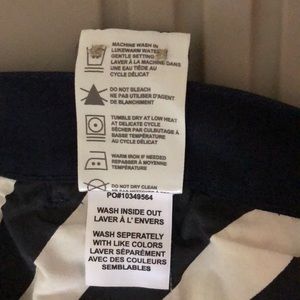 MACHINE WASH IN
LUKEWARM WATER
GENTLE SETTING
LAVER À LA MACHINE DANS
UNE EAU TIÈDE AU
CYCLE DÉLICAT
DO NOT BLEACH
NE PAS UTILISER D'AGENT
DE BLANCHIMENT
TUMBLE DRY AT LOW HEAT
AT DELICATE CYCLE
SÉCHER PAR CULBUTAGE À
BASSE TEMPÉRATURE
AU CYCLE DÉLICAT
WARM IRON IF NEEDED
REPASSER À MOYENNE
TEMPÉRATURE
DO NOT DRY CLEAN
PO#10349564
WASH INSIDE OUT
LAVER À L' ENVERS
WASH SEPERATELY
WITH LIKE COLORS
LAVER SÉPARÉMENT
AVEC DES COULEURS
SEMBLABLES